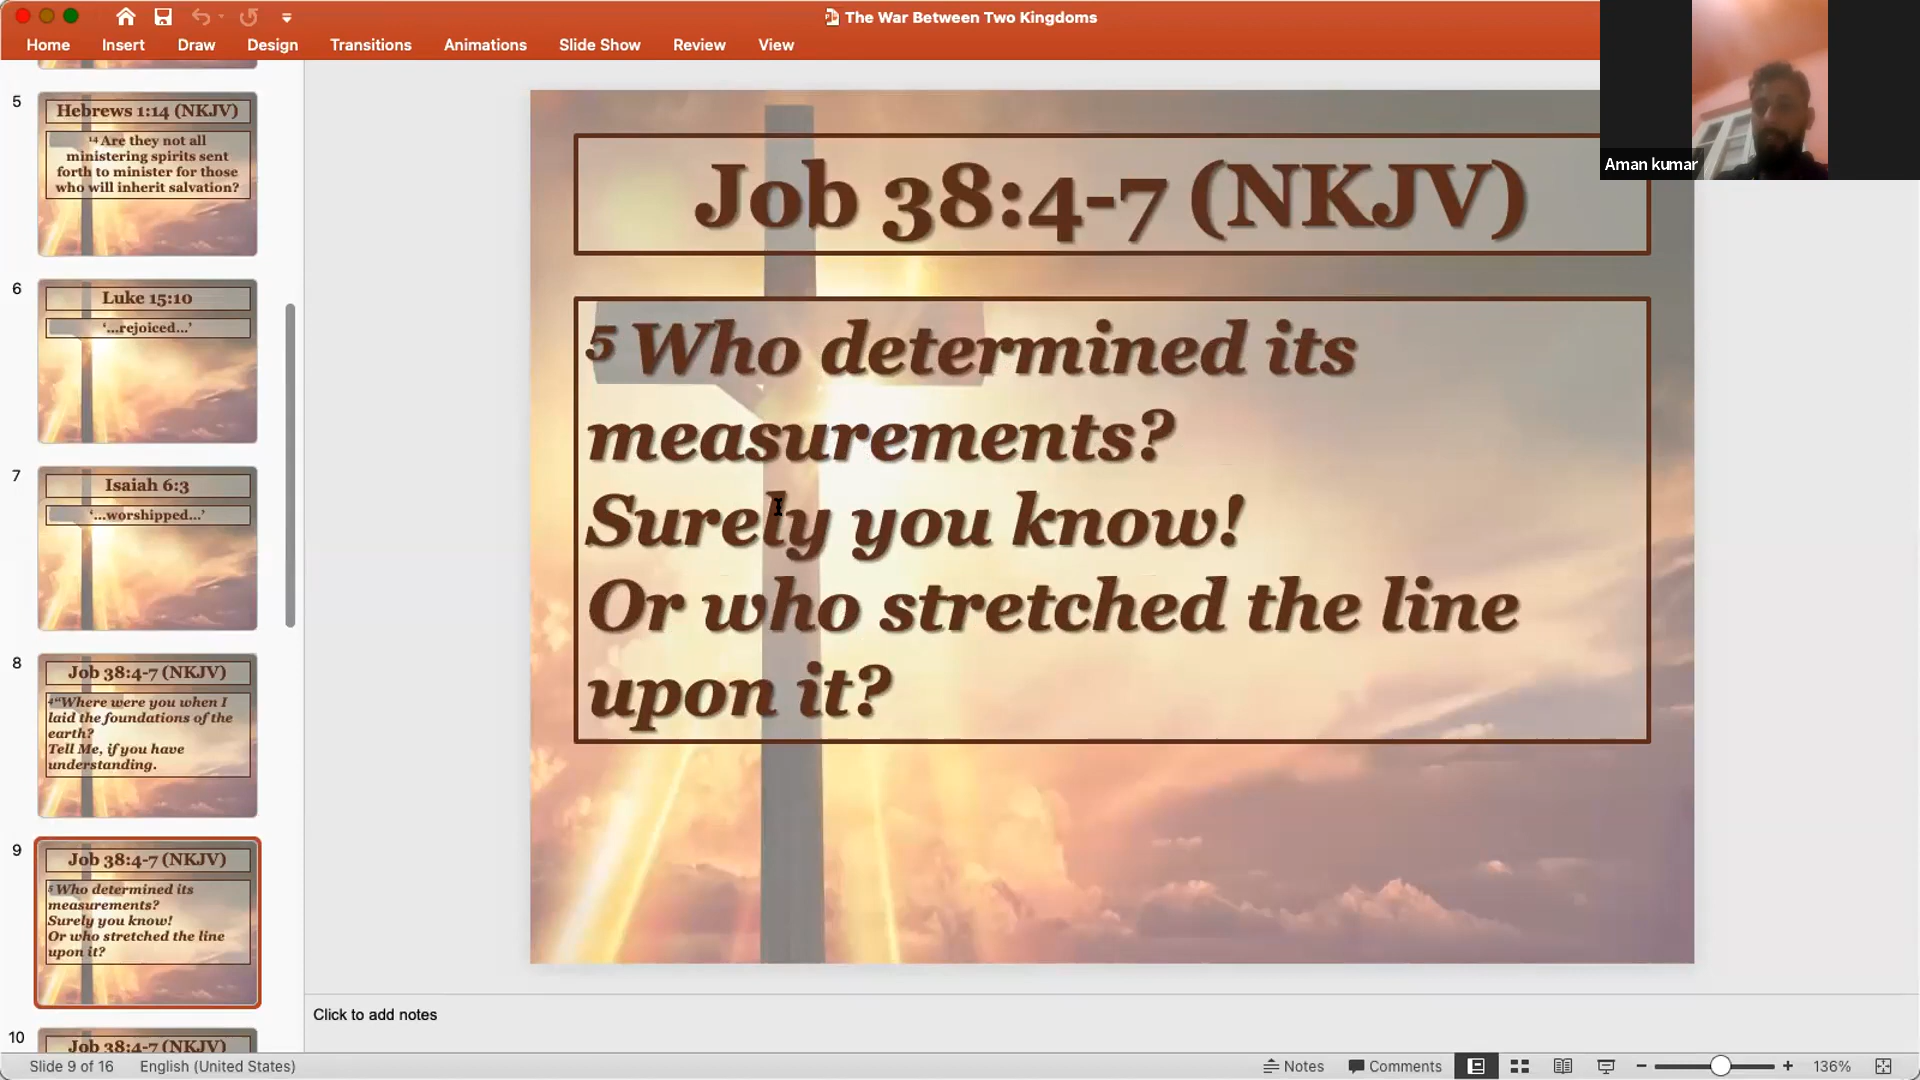 The War Between Two Kingdoms
Home Insert Draw Design Transitions Animations Slide Show Review View
5
Hebrews 1:14 (NKJV)
14 Are they not all
ministering spirits sent
forth to minister for those
who will inherit salvation?
6
Luke 15:10
‘...rejoiced...’
7
Isaiah 6:3
‘...worshipped...’
8
Job 38:4-7 (NKJV)
4 “Where were you when I
laid the foundations of the
earth?
Tell Me, if you have
understanding.
9
Job 38:4-7 (NKJV)
5 Who determined its
measurements?
Surely you know!
Or who stretched the line
upon it?
10
Job 38:4-7 (NKJV)
Job 38:4-7 (NKJV)
5 Who determined its
measurements?
Surely you know!
Or who stretched the line
upon it?
Aman kumar
Click to add notes
Slide 9 of 16 English (United States) Notes Comments 136%